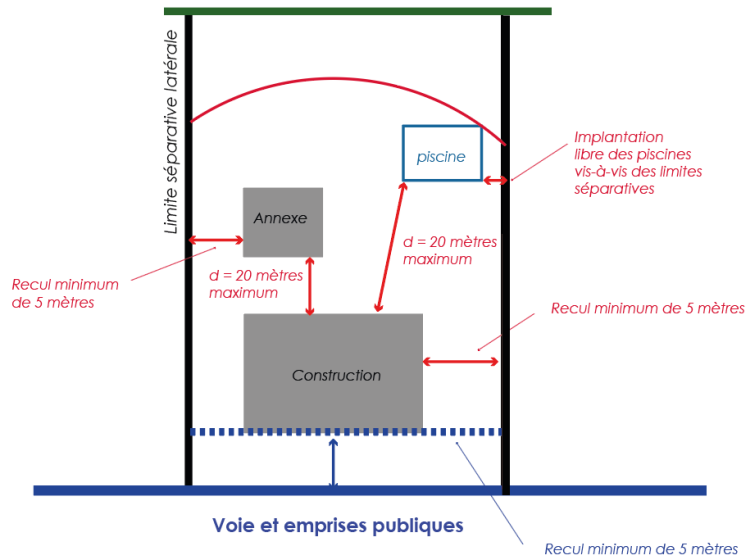 Limite séparative latérale
piscine
Implantation
libre des piscines
vis-à-vis des limites
séparatives
Annexe
d = 20 mètres
maximum
Recul minimum
de 5 mètres
d = 20 mètres
maximum
Recul minimum de 5 mètres
Construction
Voie et emprises publiques
Recul minimum de 5 mètres